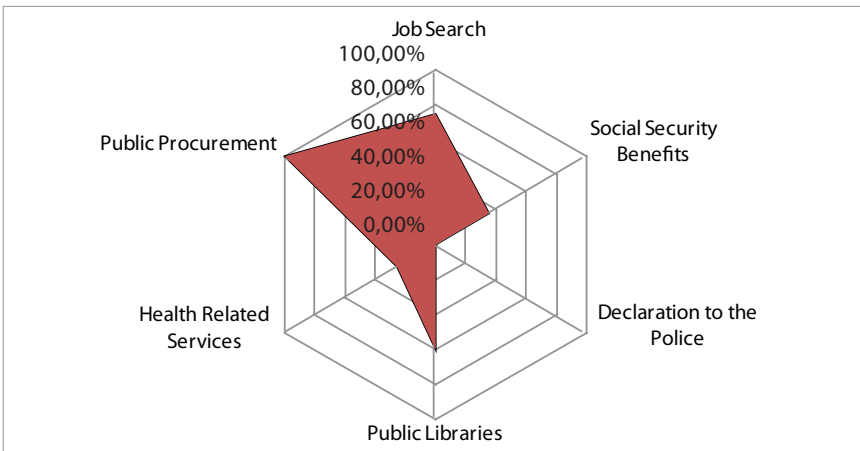 Job Search
100,00%
80,00%
60,00%
40,00%
20,00%
0,00%
Social Security
Benefits
Declaration to the
Police
Public Libraries
Health Related
Services
Public Procurement